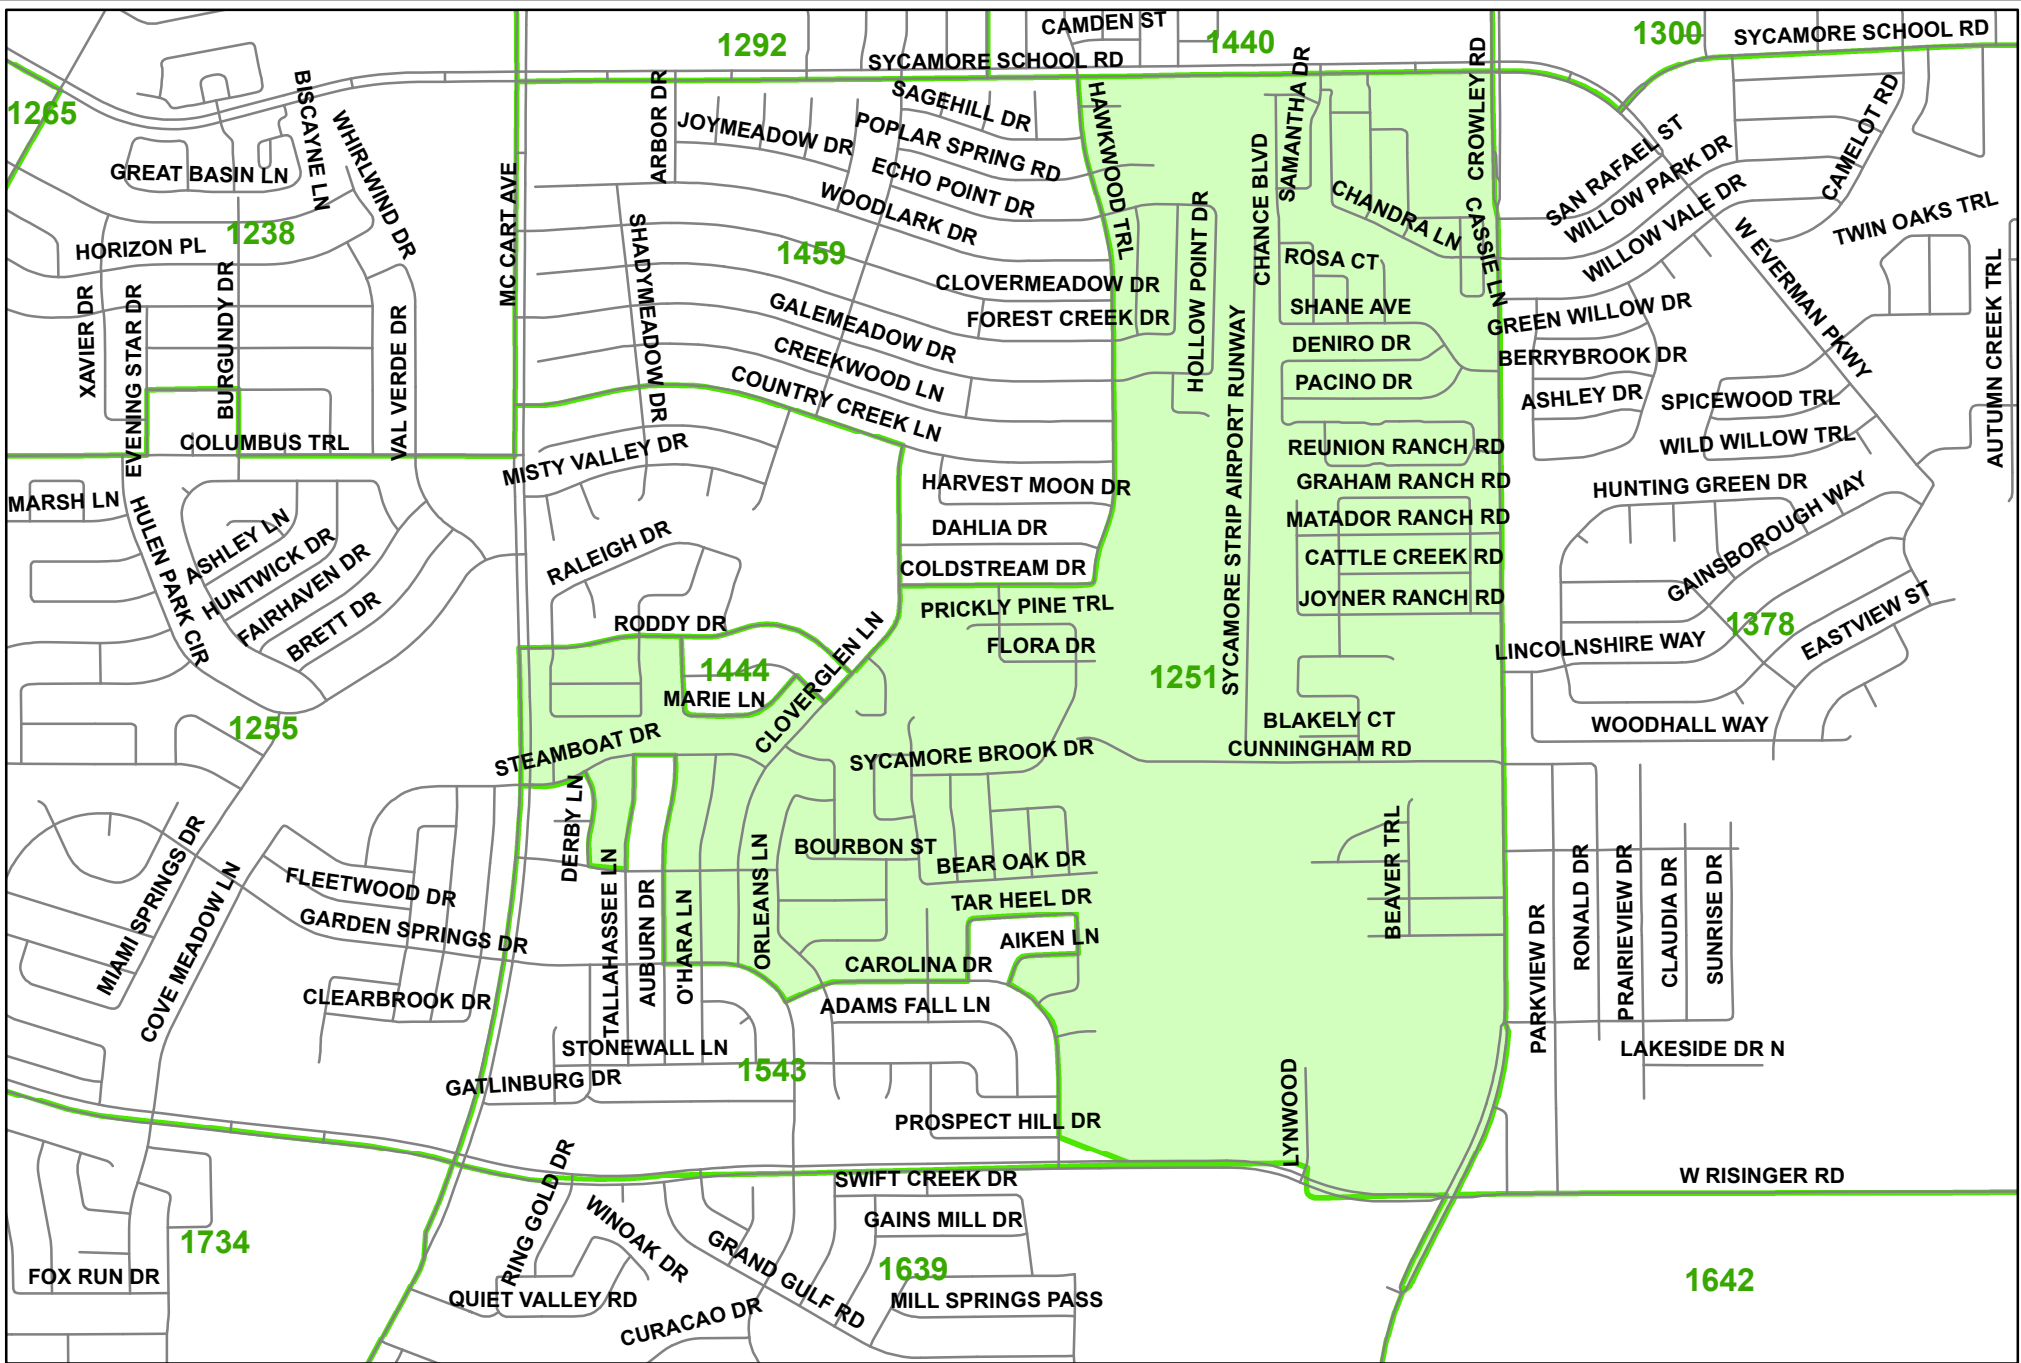 CAMDEN ST
1292
1440
1300
SYCAMORE SCHOOL RD
SYCAMORE SCHOOL RD
1265
BISCAYNE LN
WHIRLWIND DR
ARBOR DR
SAGEHILL DR
HAWKWOOD TRL
SAMANTHA DR
CROWLEY RD
CAMELOT RD
JOYMEADOW DR
POPLAR SPRING RD
SAN RAFAEL ST
WILLOW PARK DR
GREAT BASIN LN
MC CART AVE
ECHO POINT DR
CHANCE BLVD
CHANDRA LN
CASSIE LN
WILLOW VALE DR
WOODLARK DR
HOLLOW POINT DR
TWIN OAKS TRL
1238
1459
SHADYMEADOW DR
W EVERMAN PKWY
HORIZON PL
ROSA CT
AUTUMN CREEK TRL
XAVIER DR
EVENING STAR DR
BURGUNDY DR
VAL VERDE DR
CLOVERMEADOW DR
SHANE AVE
GREEN WILLOW DR
FOREST CREEK DR
GALEMEADOW DR
SYCAMORE STRIP AIRPORT RUNWAY
DENIRO DR
BERRYBROOK DR
CREEKWOOD LN
PACINO DR
ASHLEY DR
SPICEWOOD TRL
COUNTRY CREEK LN
COLUMBUS TRL
MISTY VALLEY DR
REUNION RANCH RD
WILD WILLOW TRL
HARVEST MOON DR
GRAHAM RANCH RD
HUNTING GREEN DR
MARSH LN
HULEN PARK CIR
MATADOR RANCH RD
GAINSBOROUGH WAY
DAHLIA DR
ASHLEY LN
RALEIGH DR
CATTLE CREEK RD
COLDSTREAM DR
HUNTWICK DR
FAIRHAVEN DR
JOYNER RANCH RD
PRICKLY PINE TRL
BRETT DR
RODDY DR
1378
EASTVIEW ST
FLORA DR
LINCOLNSHIRE WAY
1444
CLOVERGLEN LN
1251
MARIE LN
1255
BLAKELY CT
WOODHALL WAY
STEAMBOAT DR
SYCAMORE BROOK DR
CUNNINGHAM RD
DERBY LN
MIAMI SPRINGS DR
BOURBON ST
BEAVER TRL
ORLEANS LN
BEAR OAK DR
FLEETWOOD DR
TALLAHASSEE LN
AUBURN DR
O'HARA LN
TAR HEEL DR
PARKVIEW DR
RONALD DR
PRAIRIEVIEW DR
CLAUDIA DR
SUNRISE DR
GARDEN SPRINGS DR
AIKEN LN
COVE MEADOW LN
CAROLINA DR
CLEARBROOK DR
ADAMS FALL LN
STONEWALL LN
LAKESIDE DR N
1543
GATLINBURG DR
LYNWOOD
PROSPECT HILL DR
W RISINGER RD
SWIFT CREEK DR
RING GOLD DR
WINOAK DR
GAINS MILL DR
1734
GRAND GULF RD
1639
FOX RUN DR
1642
QUIET VALLEY RD
MILL SPRINGS PASS
CURACAO DR